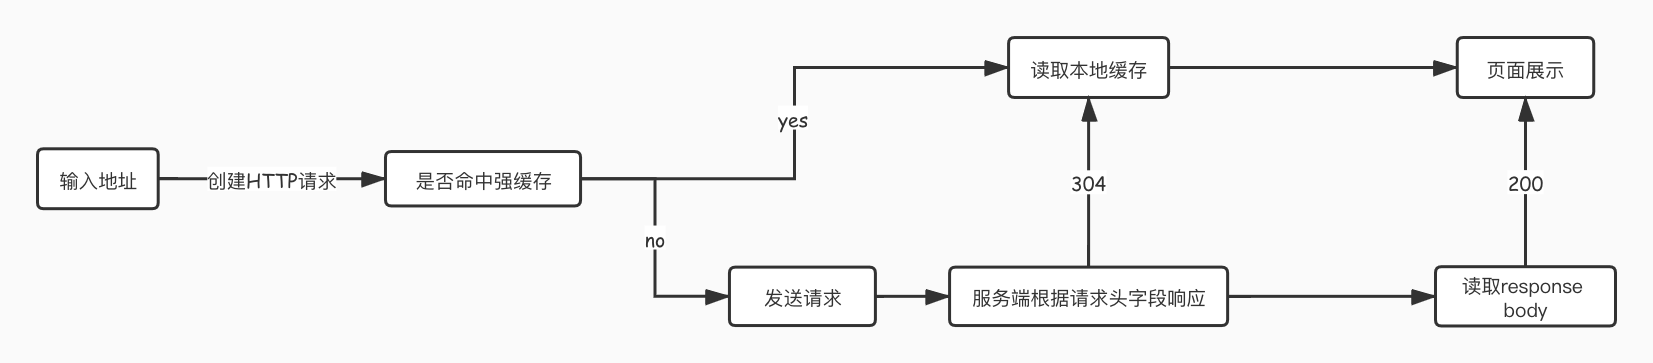 输入地址
创建HTTP请求
是否命中强缓存
yes
读取本地缓存
页面展示
no
发送请求
服务端根据请求头字段响应
304
读取response
body
200